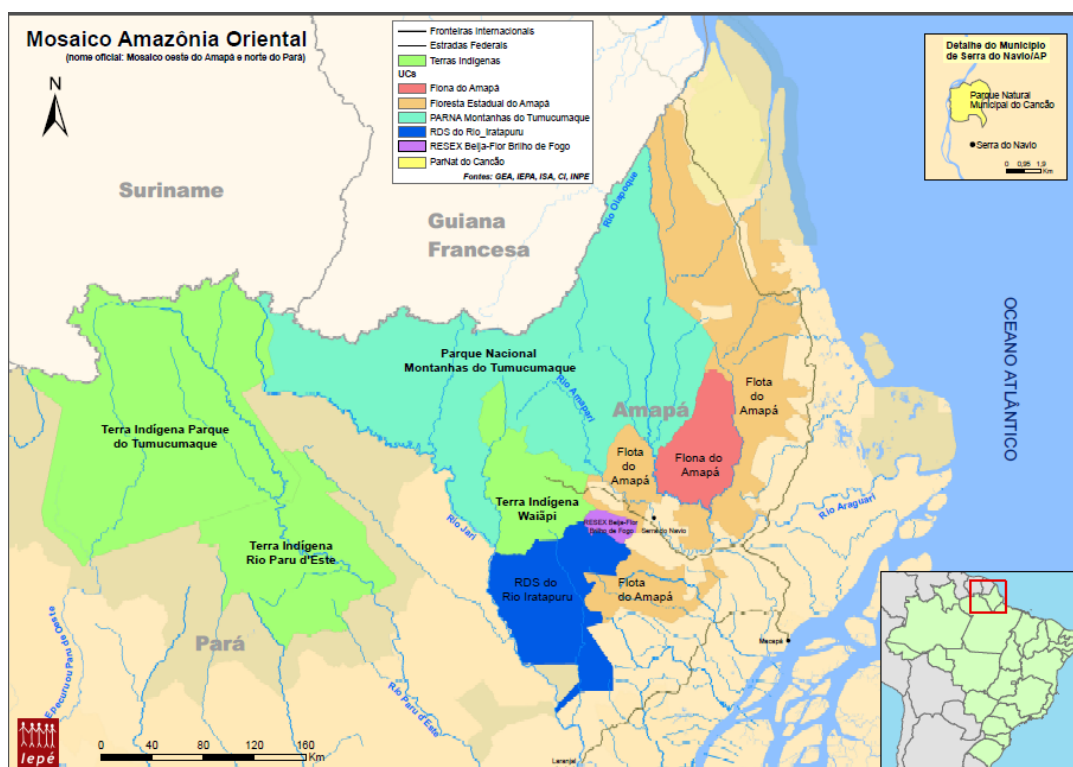 Mosaico Amazônia Oriental
(nome oficial: Mosaico oeste do Amapá e norte do Pará)
N
Fronteiras Internacionais
Estradas Federais
Terras Indígenas
UCs
Flona do Amapá
Floresta Estadual do Amapá
PARNA Montanhas do Tumucumaque
RDS do Rio_Iratapuru
RESEX Beija-Flor Brilho de Fogo
ParNat do Cancão
Fontes: GEA, IEPA, ISA, CI, INPE
Detalhe do Município
de Serra do Navio/AP
Parque Natural
Municipal do Cancão
Serra do Navio
0 0,95 1,9
Km
Suriname
Guiana
Francesa
Rio Oiapoque
OCEANO ATLÂNTICO
Parque Nacional
Montanhas do Tumucumaque
Rio Amapari
Amapá
Flota
do
Amapá
Flona do
Amapá
Flota
do
Amapá
Terra Indígena Parque
do Tumucumaque
Terra Indígena
Waiãpi
Rio Araguari
RESEX Beija-Flor
Brilho de Fogo
Serra do Navio
Rio Jari
Terra Indígena
Rio Paru d'Este
RDS do
Rio Iratapuru
Flota
do Amapá
Pará
Macapá
Epecuru ou Paru de Oeste
Rio Paru d'Este
Iepé
0 40 80 120 160
Km
Laranjal